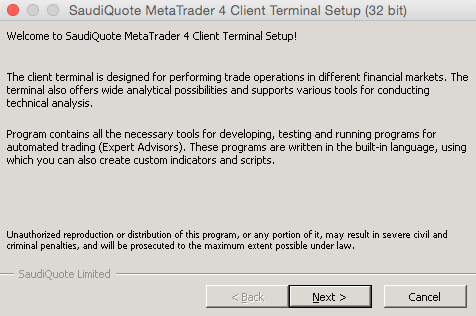 SaudiQuote MetaTrader 4 Client Terminal Setup (32 bit)
Welcome to SaudiQuote MetaTrader 4 Client Terminal Setup!
The client terminal is designed for performing trade operations in different financial markets. The
terminal also offers wide analytical possibilities and supports various tools for conducting
technical analysis.
Program contains all the necessary tools for developing, testing and running programs for
automated trading (Expert Advisors). These programs are written in the built-in language, using
which you can also create custom indicators and scripts.
Unauthorized reproduction or distribution of this program, or any portion of it, may result in severe civil and
criminal penalties, and will be prosecuted to the maximum extent possible under law.
SaudiQuote Limited
< Back Next > Cancel